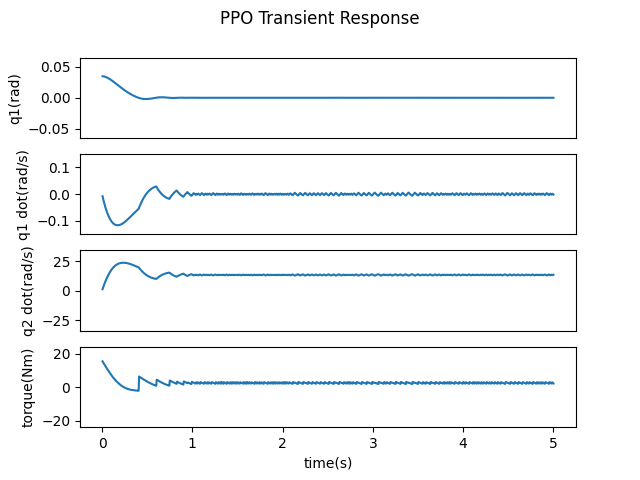 PPO Transient Response
q1(rad)
0.05
0.00
−0.05
q1 dot(rad/s)
0.1
0.0
−0.1
q2 dot(rad/s)
25
0
−25
torque(Nm)
20
0
−20
0 1 2 3 4 5
time(s)